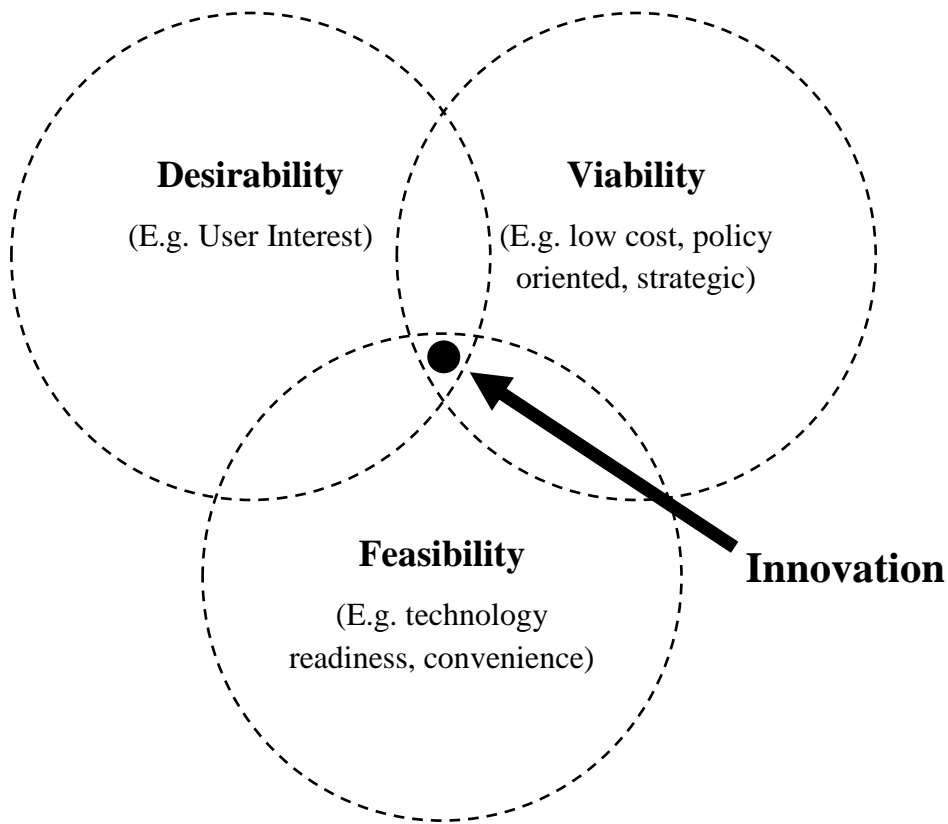 Desirability
(E.g. User Interest)
Viability
(E.g. low cost, policy
oriented, strategic)
Feasibility
(E.g. technology
readiness, convenience)
Innovation